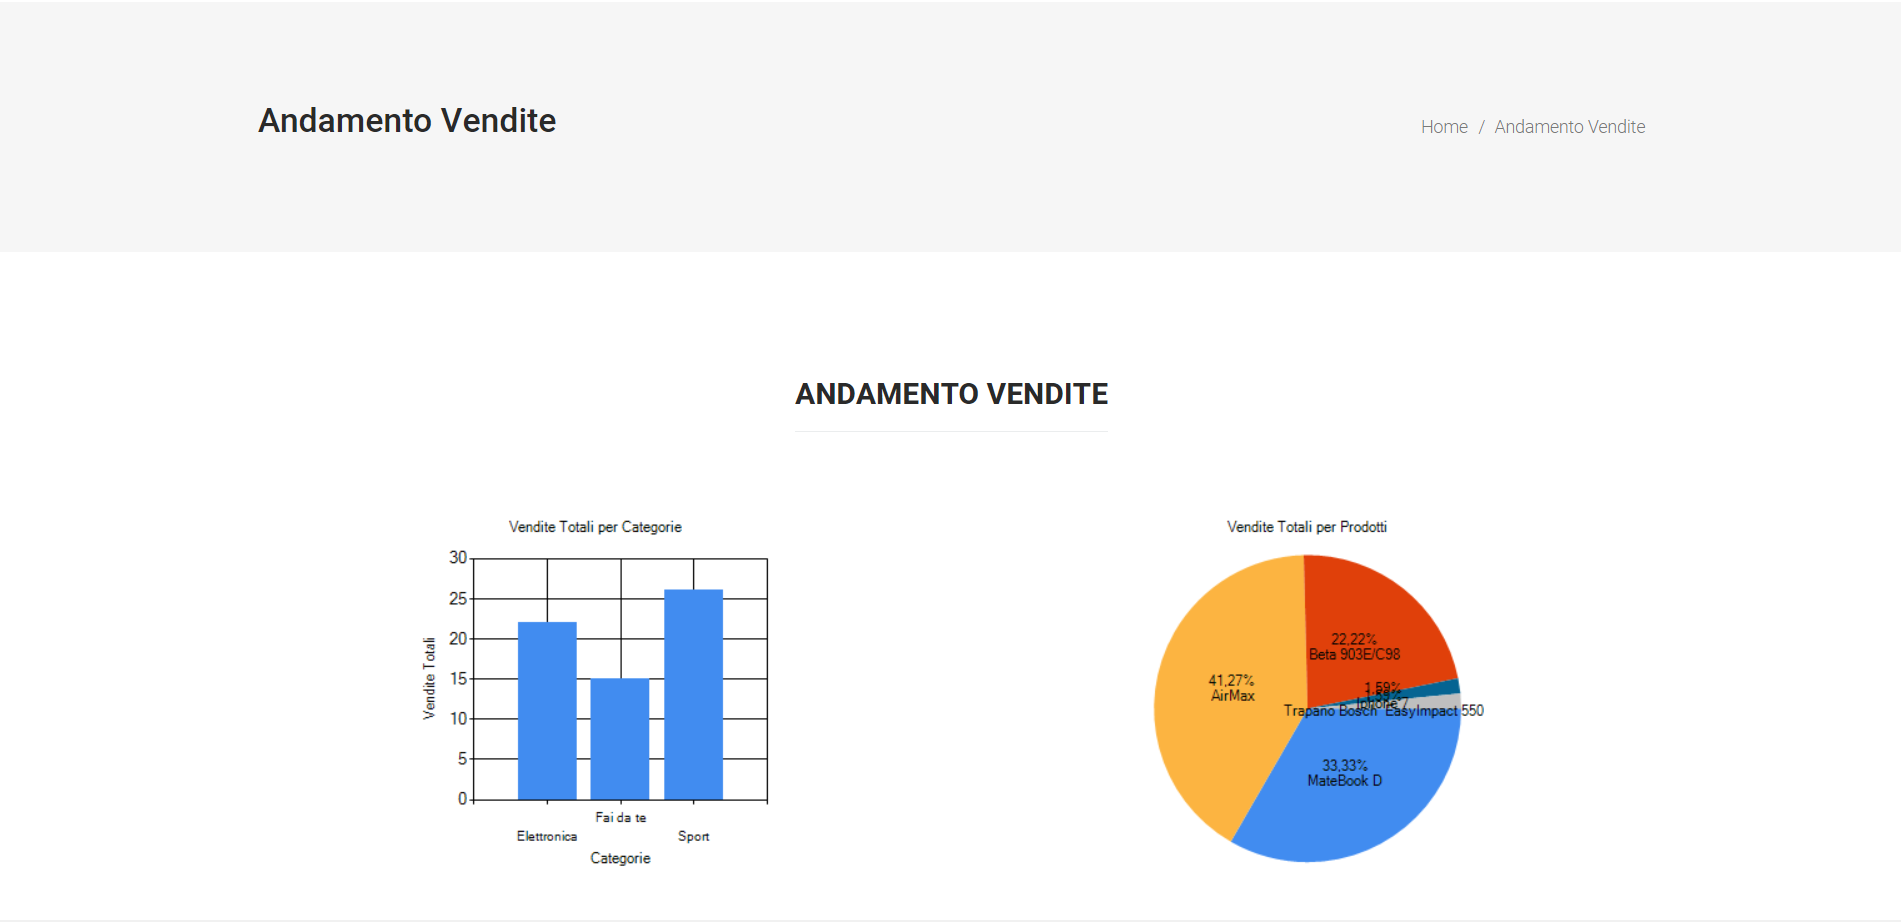 Andamento Vendite
Home / Andamento Vendite
ANDAMENTO VENDITE
Vendite Totali per Categorie
30
25
20
15
10
5
0
Vendite Totali
Fai da te
Elettronica
Sport
Categorie
Vendite Totali per Prodotti
22,22%
Beta 903E/C98
41,27%
AirMax
1,59%
1,59%
Iphone 7
Trapano Bosch EasyImpact 550
33,33%
MateBook D